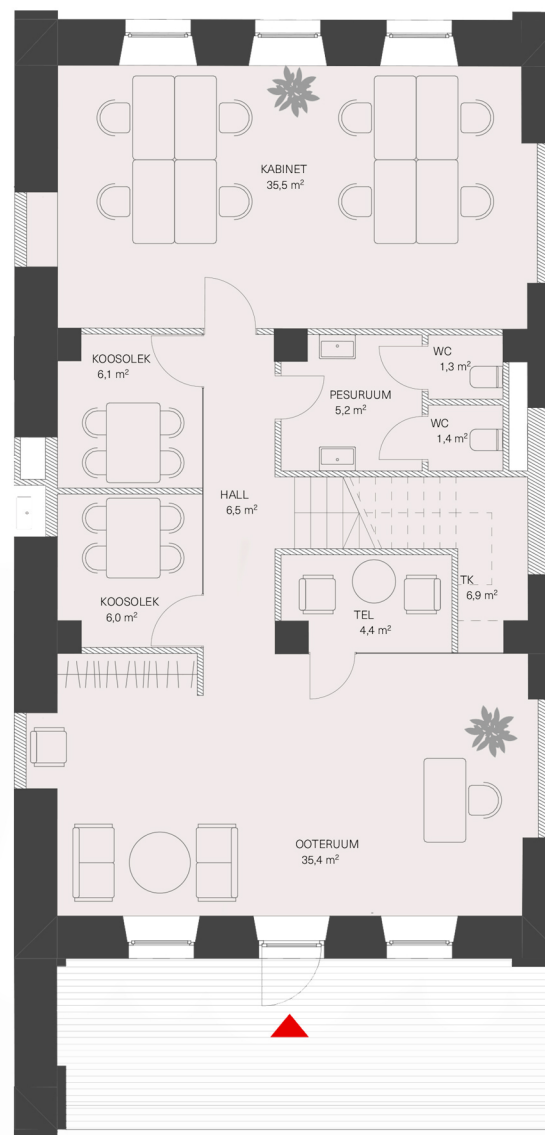 KABINET
35,5 m²
KOOSOLEK
6,1 m²
WC
1,3 m²
PESURUUM
5,2 m²
WC
1,4 m²
HALL
6,5 m²
TK
6,9 m²
KOOSOLEK
6,0 m²
TEL
4,4 m²
OOTERUUM
35,4 m²